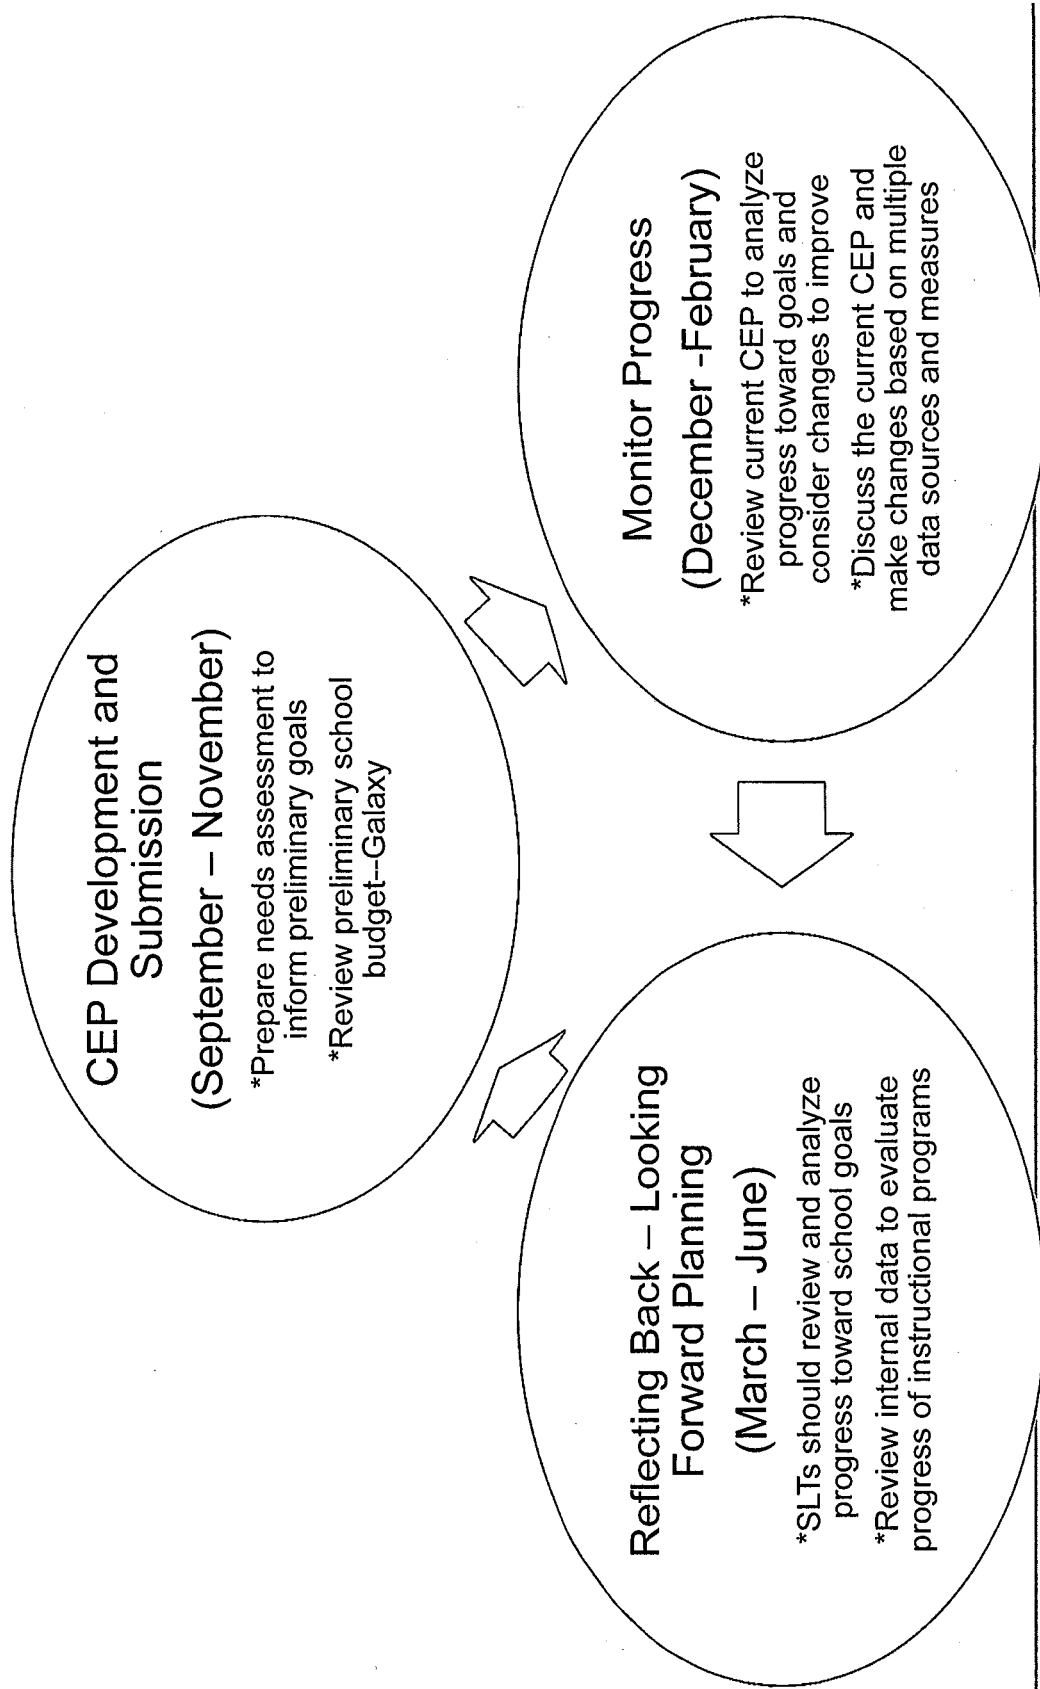 CEP Development and
Submission
(September – November)
*Prepare needs assessment to
inform preliminary goals
*Review preliminary school
budget--Galaxy
Monitor Progress
(December -February)
*Review current CEP to analyze
progress toward goals and
consider changes to improve
*Discuss the current CEP and
make changes based on multiple
data sources and measures
Reflecting Back – Looking
Forward Planning
(March – June)
*SLTs should review and analyze
progress toward school goals
*Review internal data to evaluate
progress of instructional programs